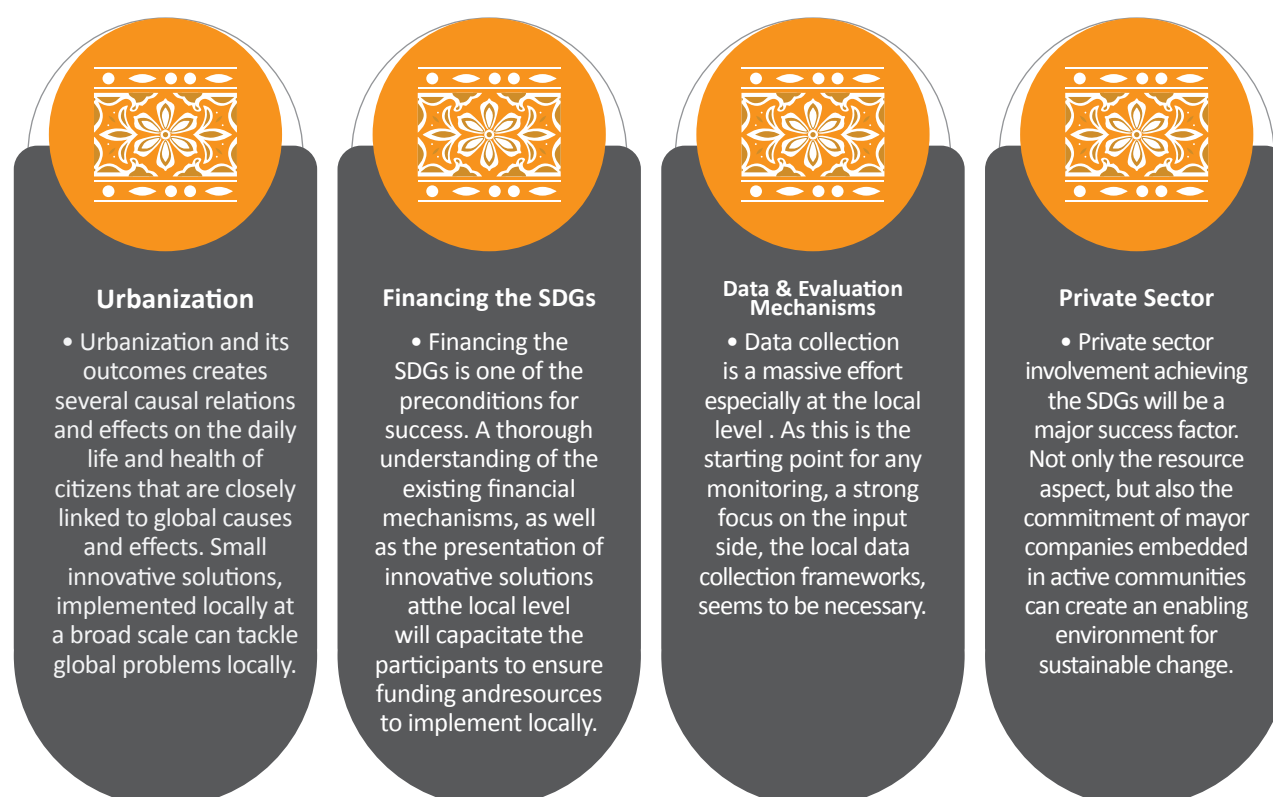 Urbanization
• Urbanization and its
outcomes creates
several causal relations
and effects on the daily
life and health of
citizens that are closely
linked to global causes
and effects. Small
innovative solutions,
implemented locally at
a broad scale can tackle
global problems locally.
Financing the SDGs
• Financing the
SDGs is one of the
preconditions for
success. A thorough
understanding of the
existing financial
mechanisms, as well
as the presentation of
innovative solutions
atthe local level
will capacitate the
participants to ensure
funding andresources
to implement locally.
Data & Evaluation
Mechanisms
• Data collection
is a massive effort
especially at the local
level . As this is the
starting point for any
monitoring, a strong
focus on the input
side, the local data
collection frameworks,
seems to be necessary.
Private Sector
• Private sector
involvement achieving
the SDGs will be a
major success factor.
Not only the resource
aspect, but also the
commitment of mayor
companies embedded
in active communities
can create an enabling
environment for
sustainable change.